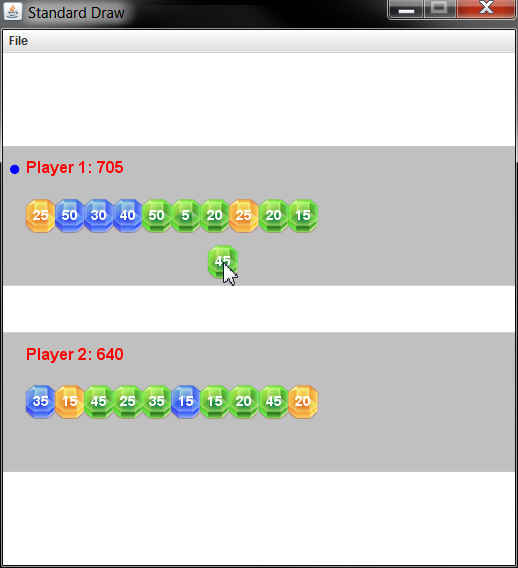 Standard Draw
File
Player 1: 705
25 50 30 40 50 5 20 25 20 15
45
Player 2: 640
35 15 45 25 35 15 15 20 45 20